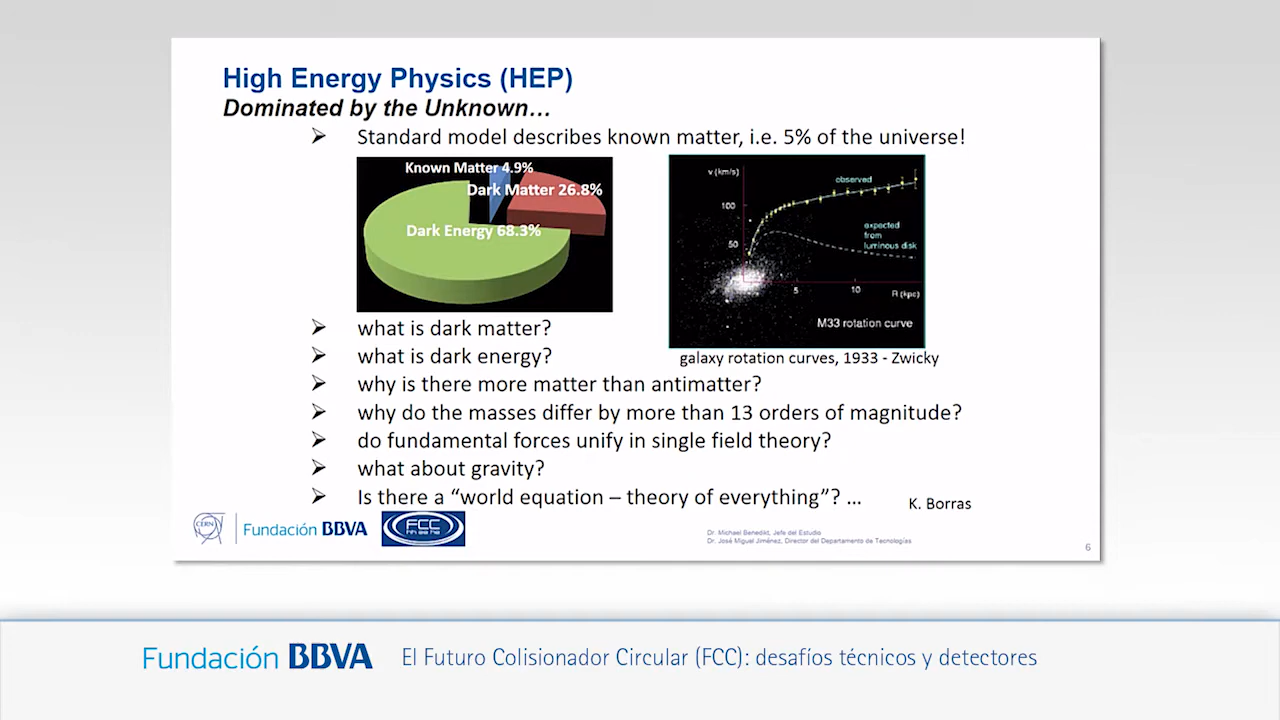 High Energy Physics (HEP)
Dominated by the Unknown…
➢ Standard model describes known matter, i.e. 5% of the universe!
Known Matter 4.9%
Dark Matter 26.8%
Dark Energy 68.3%
v (km/s)
observed
100
expected
from
luminous disk
50
5
10
R (kpc)
M33 rotation curve
galaxy rotation curves, 1933 - Zwicky
➢ what is dark matter?
➢ what is dark energy?
➢ why is there more matter than antimatter?
➢ why do the masses differ by more than 13 orders of magnitude?
➢ do fundamental forces unify in single field theory?
➢ what about gravity?
➢ Is there a “world equation – theory of everything”? …
K. Borras
CERN
Fundación BBVA
FCC
hh ee he
Dr. Michael Benedikt, Jefe del Estudio
Dr. José Miguel Jiménez, Director del Departamento de Tecnologías
6
Fundación BBVA
El Futuro Colisionador Circular (FCC): desafíos técnicos y detectores